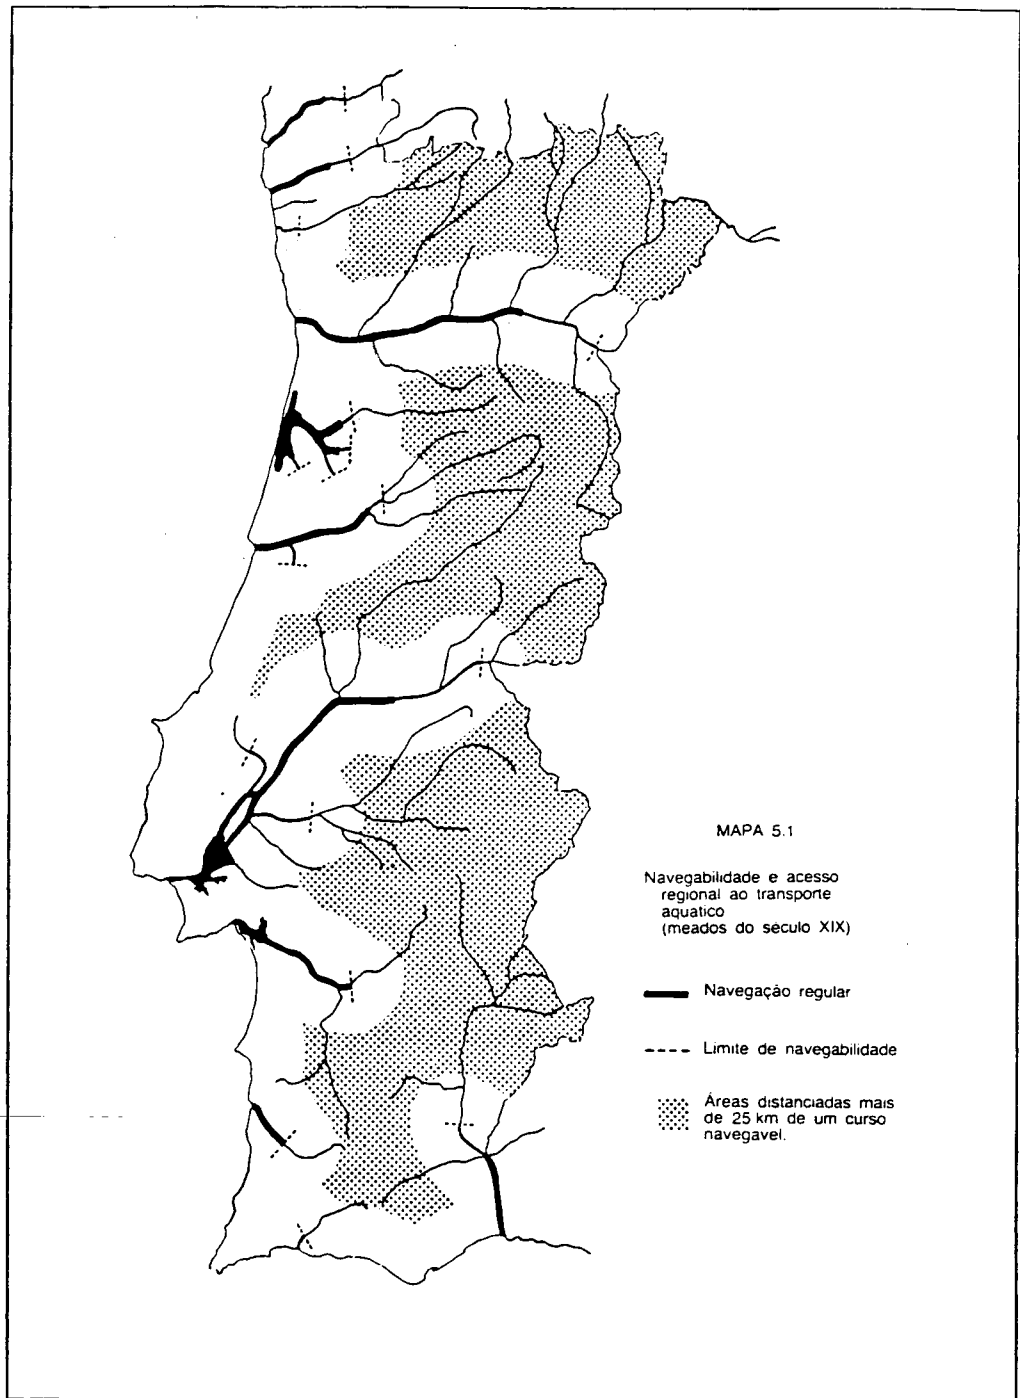 MAPA 5.1
Navegabilidade e acesso
regional ao transporte
aquatico
(meados do século XIX)
Navegação regular
Limite de navegabilidade
Áreas distanciadas mais
de 25 km de um curso
navegavel.